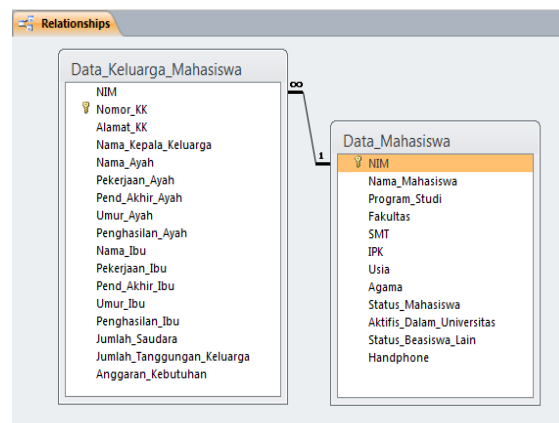 Relationships
Data_Keluarga_Mahasiswa
NIM
Nomor_KK
Alamat_KK
Nama_Kepala_Keluarga
Nama_Ayah
Pekerjaan_Ayah
Pend_Akhir_Ayah
Umur_Ayah
Penghasilan_Ayah
Nama_Ibu
Pekerjaan_Ibu
Pend_Akhir_Ibu
Umur_Ibu
Penghasilan_Ibu
Jumlah_Saudara
Jumlah_Tanggungan_Keluarga
Anggaran_Kebutuhan
∞
1
Data_Mahasiswa
NIM
Nama_Mahasiswa
Program_Studi
Fakultas
SMT
IPK
Usia
Agama
Status_Mahasiswa
Aktifis_Dalam_Universitas
Status_Beasiswa_Lain
Handphone